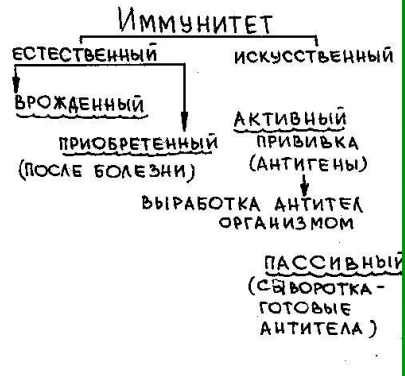 ИММУНИТЕТ
ЕСТЕСТВЕННЫЙ ИСКУССТВЕННЫЙ
ВРОЖДЕННЫЙ
ПРИОБРЕТЕННЫЙ
(ПОСЛЕ БОЛЕЗНИ)
АКТИВНЫЙ
ПРИВИВКА
(АНТИГЕНЫ)
ВЫРАБОТКА АНТИТЕЛ
ОРГАНИЗМОМ
ПАССИВНЫЙ
(СЫВОРОТКА-
ГОТОВЫЕ
АНТИТЕЛА)